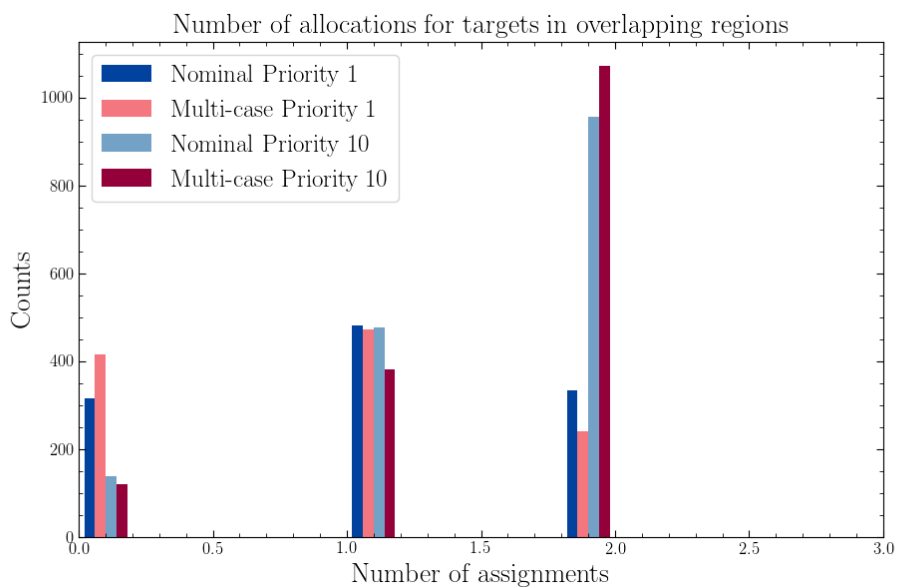 Number of allocations for targets in overlapping regions
Nominal Priority 1
Multi-case Priority 1
Nominal Priority 10
Multi-case Priority 10
Counts
1000
800
600
400
200
0
0.0 0.5 1.0 1.5 2.0 2.5 3.0
Number of assignments